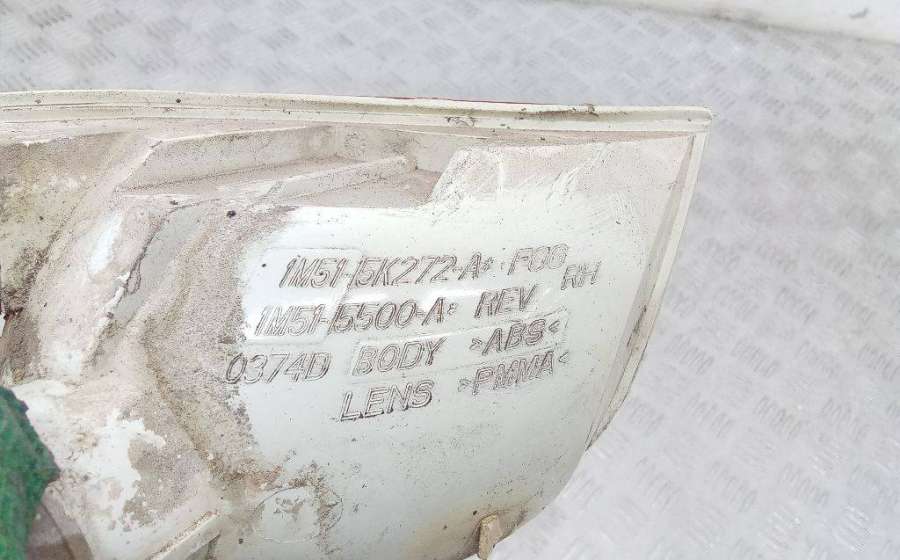 1M51-15K272-A* FOG
1M51-15500-A* REV RH
0374D BODY >ABS<
LENS >PMMA<